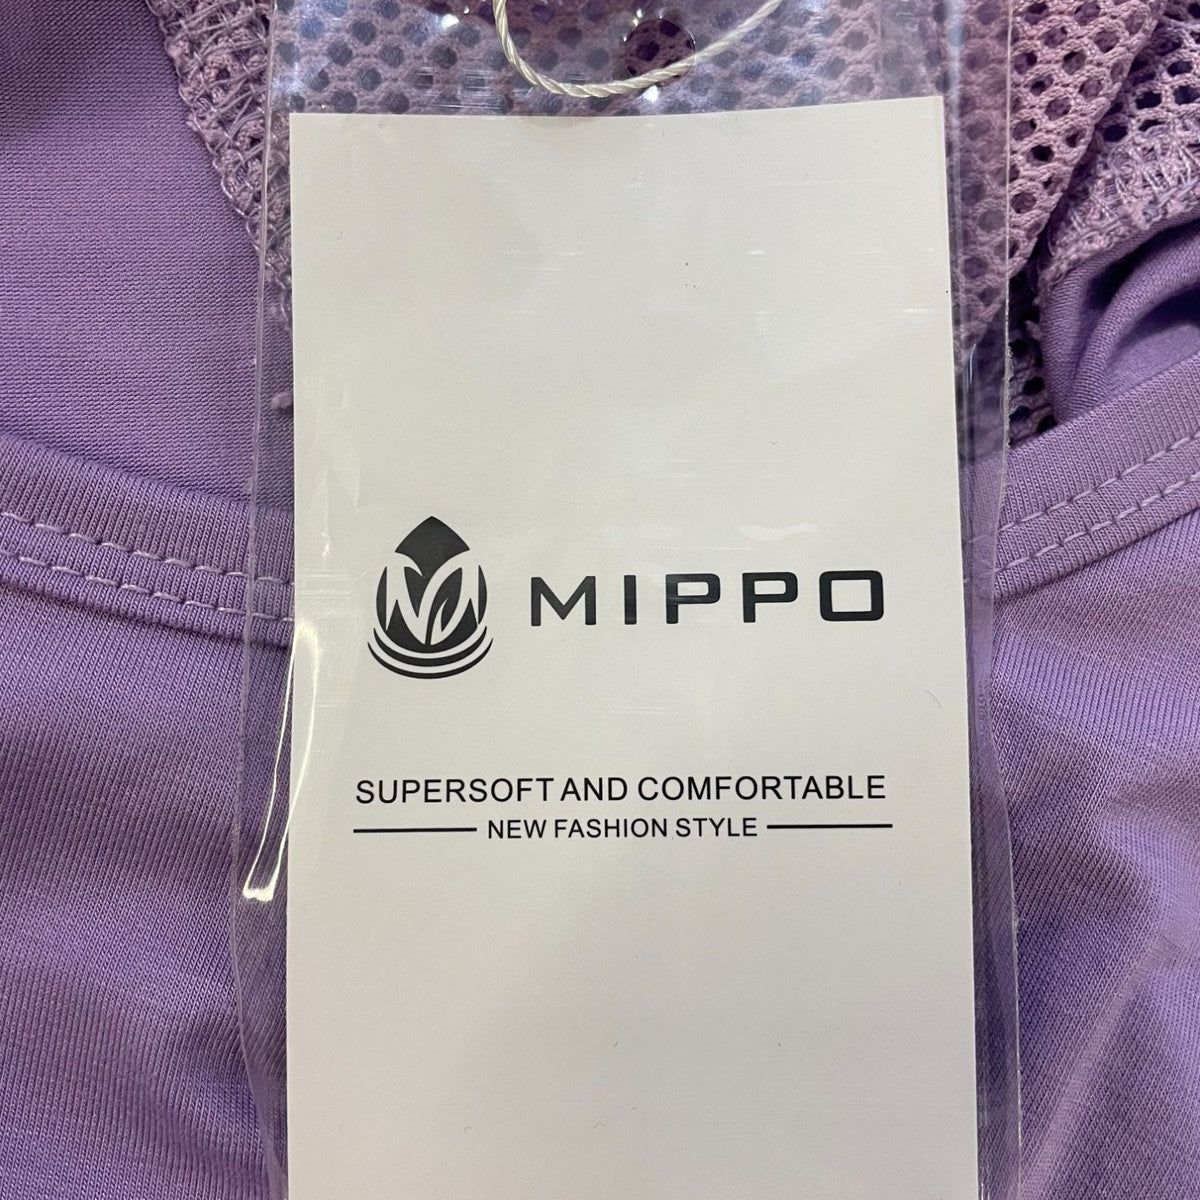 MIPPO
SUPERSOFT AND COMFORTABLE
NEW FASHION STYLE